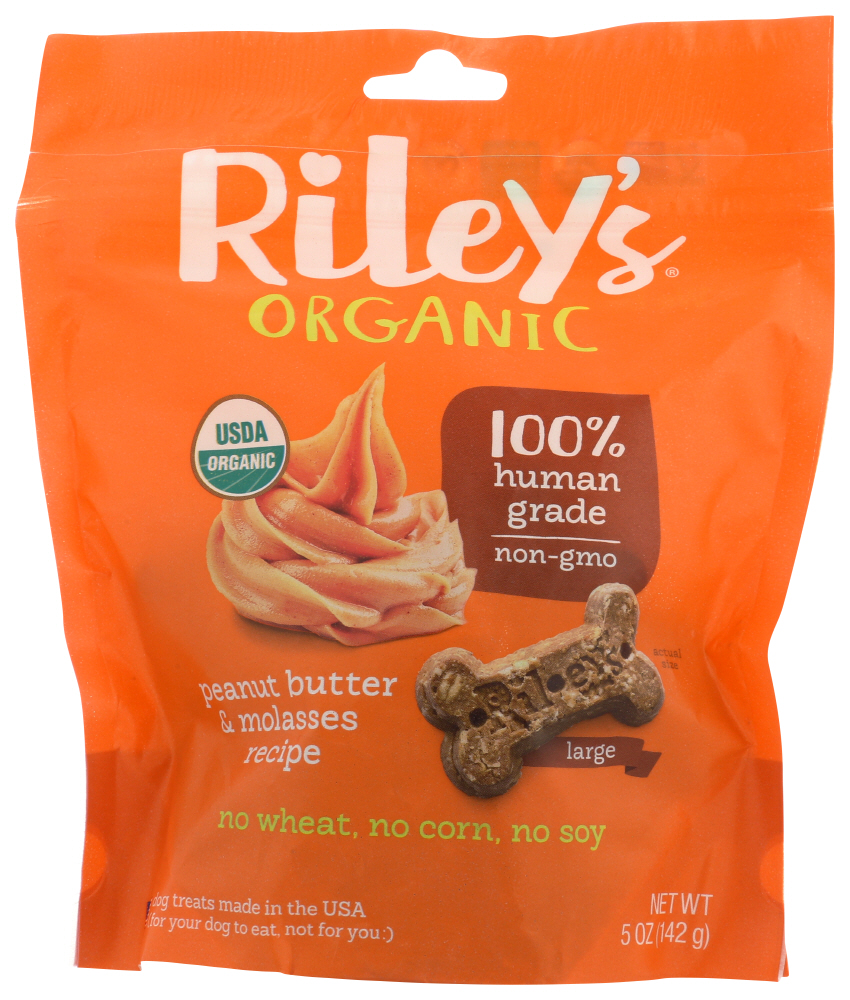 Riley's®
ORGANIC
USDA
ORGANIC
100%
human
grade
non-gmo
actual
size
Riley's
peanut butter
& molasses
recipe
large
no wheat, no corn, no soy
dog treats made in the USA
for your dog to eat, not for you:)
NET WT
5 OZ (142 g)